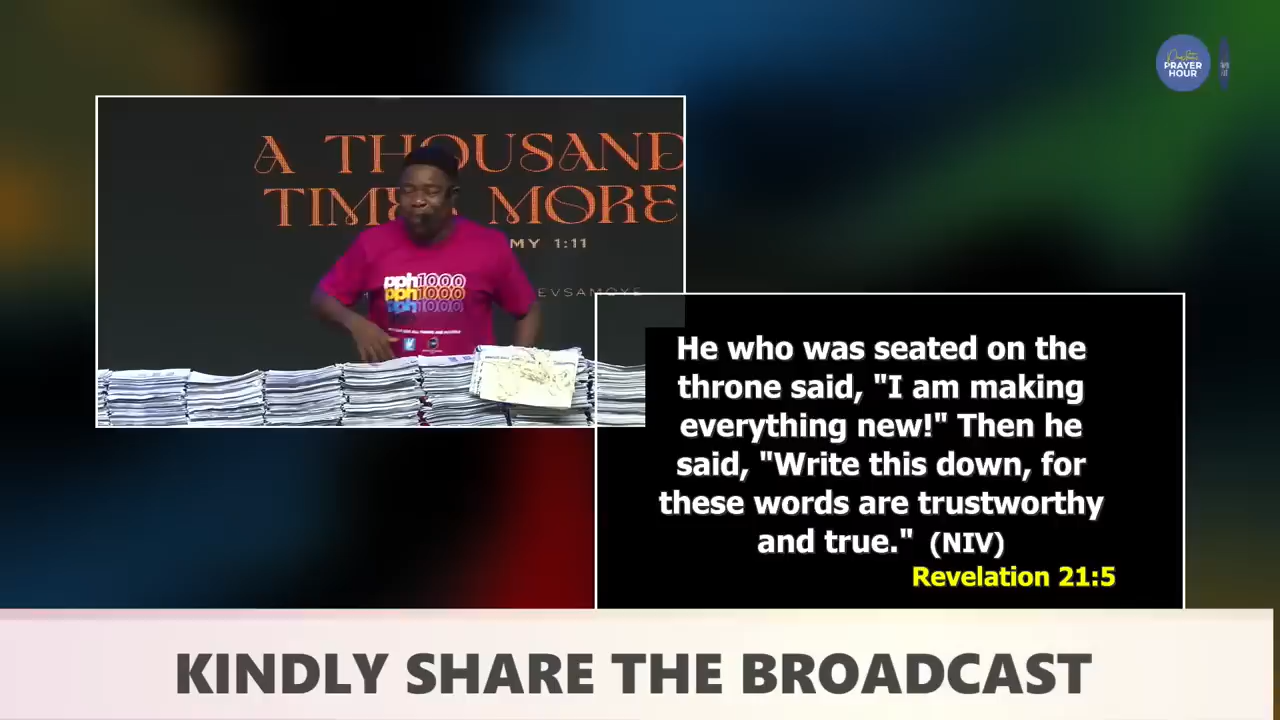 PRAYER
HOUR
A THOUSAND
TIMES MORE
MY 1:11
EVSAMOYE
pph1000
pph1000
pph1000
He who was seated on the
throne said, "I am making
everything new!" Then he
said, "Write this down, for
these words are trustworthy
and true." (NIV)
Revelation 21:5
KINDLY SHARE THE BROADCAST